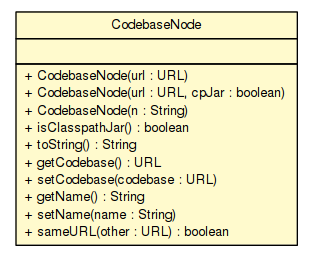 CodebaseNode
+ CodebaseNode(url : URL)
+ CodebaseNode(url : URL, cpJar : boolean)
+ CodebaseNode(n : String)
+ isClasspathJar() : boolean
+ toString() : String
+ getCodebase() : URL
+ setCodebase(codebase : URL)
+ getName() : String
+ setName(name : String)
+ sameURL(other : URL) : boolean